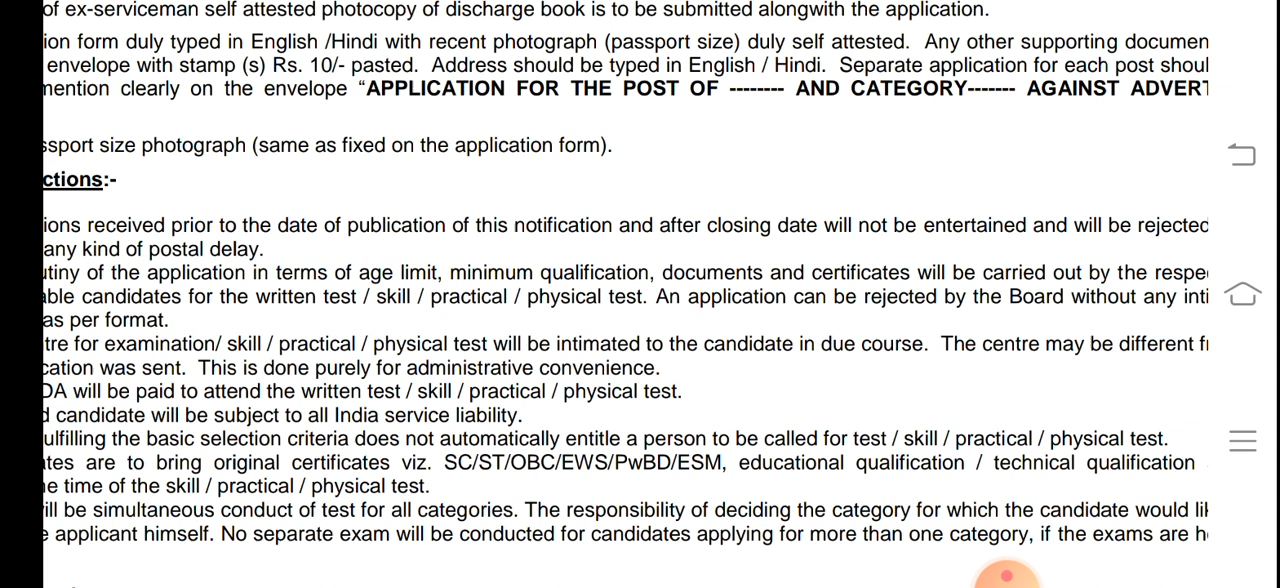 of ex-serviceman self attested photocopy of discharge book is to be submitted alongwith the application.
ion form duly typed in English /Hindi with recent photograph (passport size) duly self attested. Any other supporting documen
envelope with stamp (s) Rs. 10/- pasted. Address should be typed in English / Hindi. Separate application for each post shoul
mention clearly on the envelope “APPLICATION FOR THE POST OF -------- AND CATEGORY------- AGAINST ADVERT
ssport size photograph (same as fixed on the application form).
ctions:-
ions received prior to the date of publication of this notification and after closing date will not be entertained and will be rejected
any kind of postal delay.
utiny of the application in terms of age limit, minimum qualification, documents and certificates will be carried out by the respe
able candidates for the written test / skill / practical / physical test. An application can be rejected by the Board without any inti
as per format.
tre for examination/ skill / practical / physical test will be intimated to the candidate in due course. The centre may be different fr
cation was sent. This is done purely for administrative convenience.
DA will be paid to attend the written test / skill / practical / physical test.
d candidate will be subject to all India service liability.
ulfilling the basic selection criteria does not automatically entitle a person to be called for test / skill / practical / physical test.
tes are to bring original certificates viz. SC/ST/OBC/EWS/PwBD/ESM, educational qualification / technical qualification
e time of the skill / practical / physical test.
ill be simultaneous conduct of test for all categories. The responsibility of deciding the category for which the candidate would lik
e applicant himself. No separate exam will be conducted for candidates applying for more than one category, if the exams are h